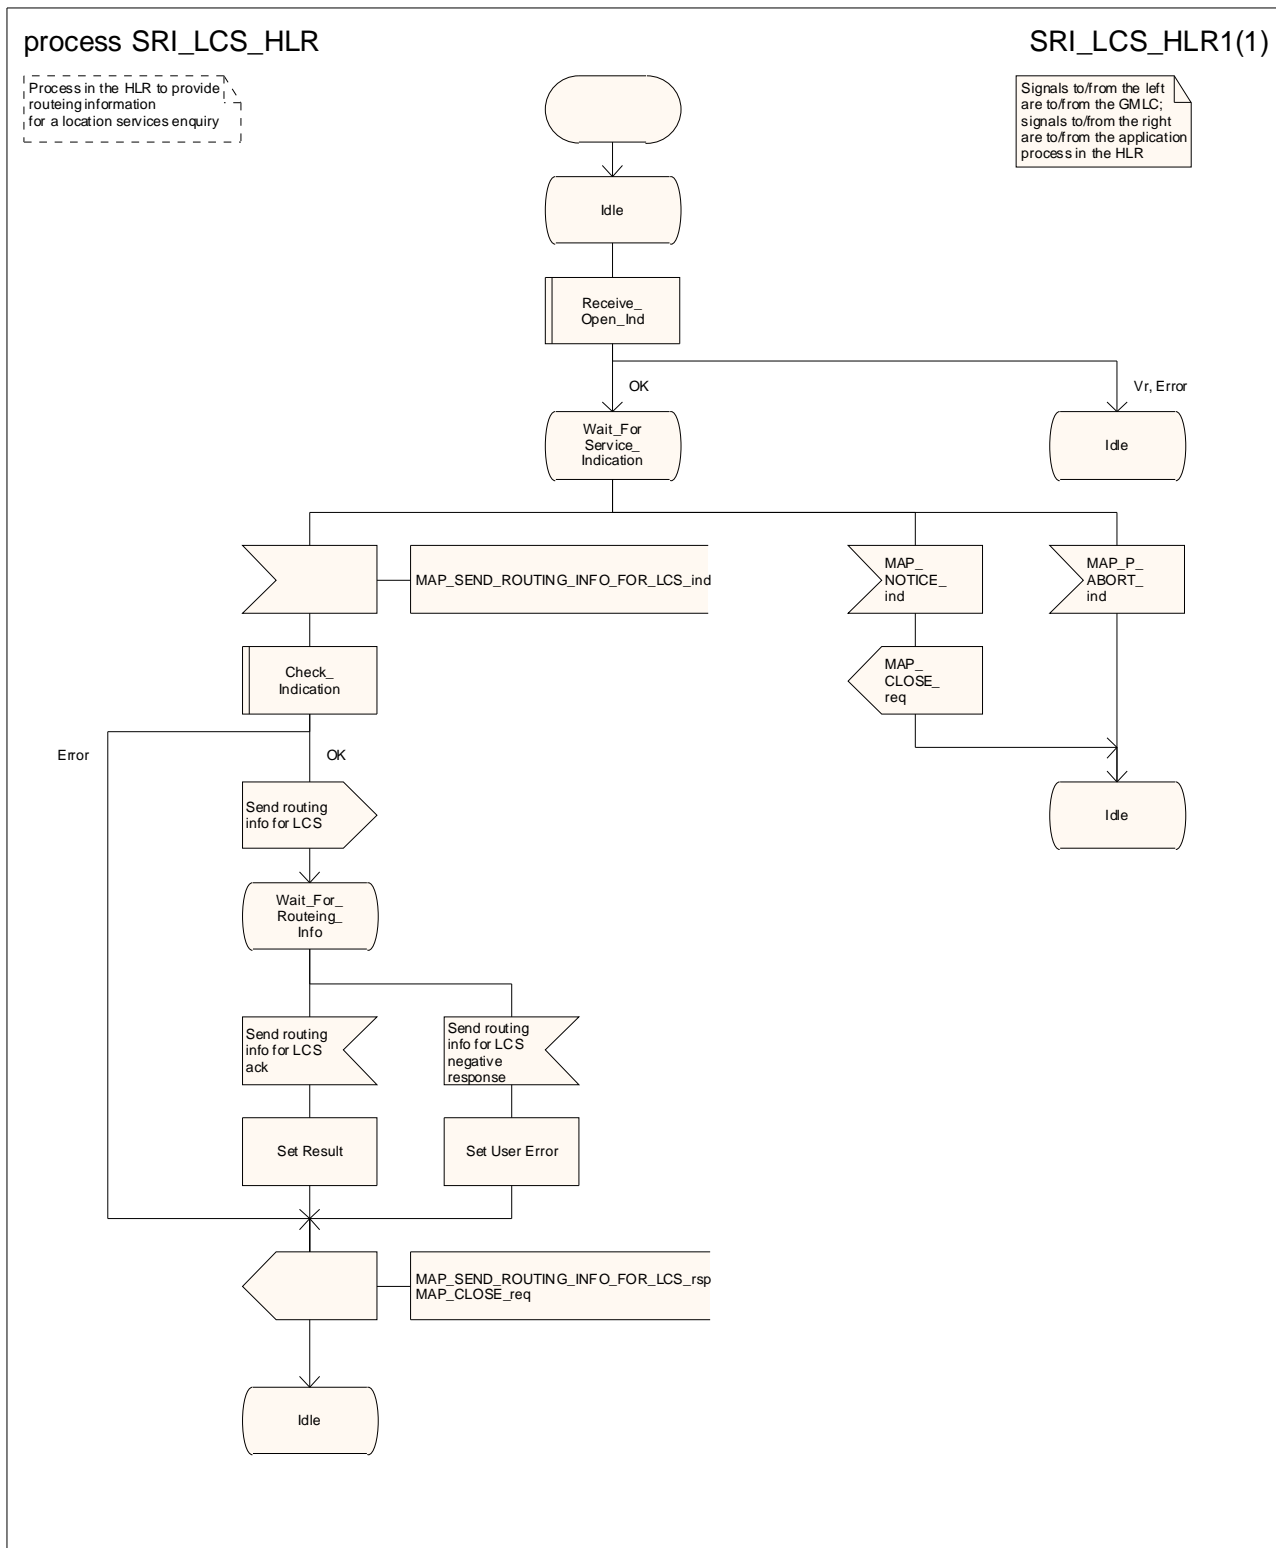 process SRI_LCS_HLR
SRI_LCS_HLR1(1)
Process in the HLR to provide
routeing information
for a location services enquiry
Signals to/from the left
are to/from the GMLC;
signals to/from the right
are to/from the application
process in the HLR
Idle
Receive_
Open_Ind
OK
Vr, Error
Wait_For
Service_
Indication
Idle
MAP_SEND_ROUTING_INFO_FOR_LCS_ind
MAP_
NOTICE_
ind
MAP_P_
ABORT_
ind
Check_
Indication
MAP_
CLOSE_
req
Error
OK
Send routing
info for LCS
Idle
Wait_For_
Routeing_
Info
Send routing
info for LCS
ack
Send routing
info for LCS
negative
response
Set Result
Set User Error
MAP_SEND_ROUTING_INFO_FOR_LCS_rsp
MAP_CLOSE_req
Idle